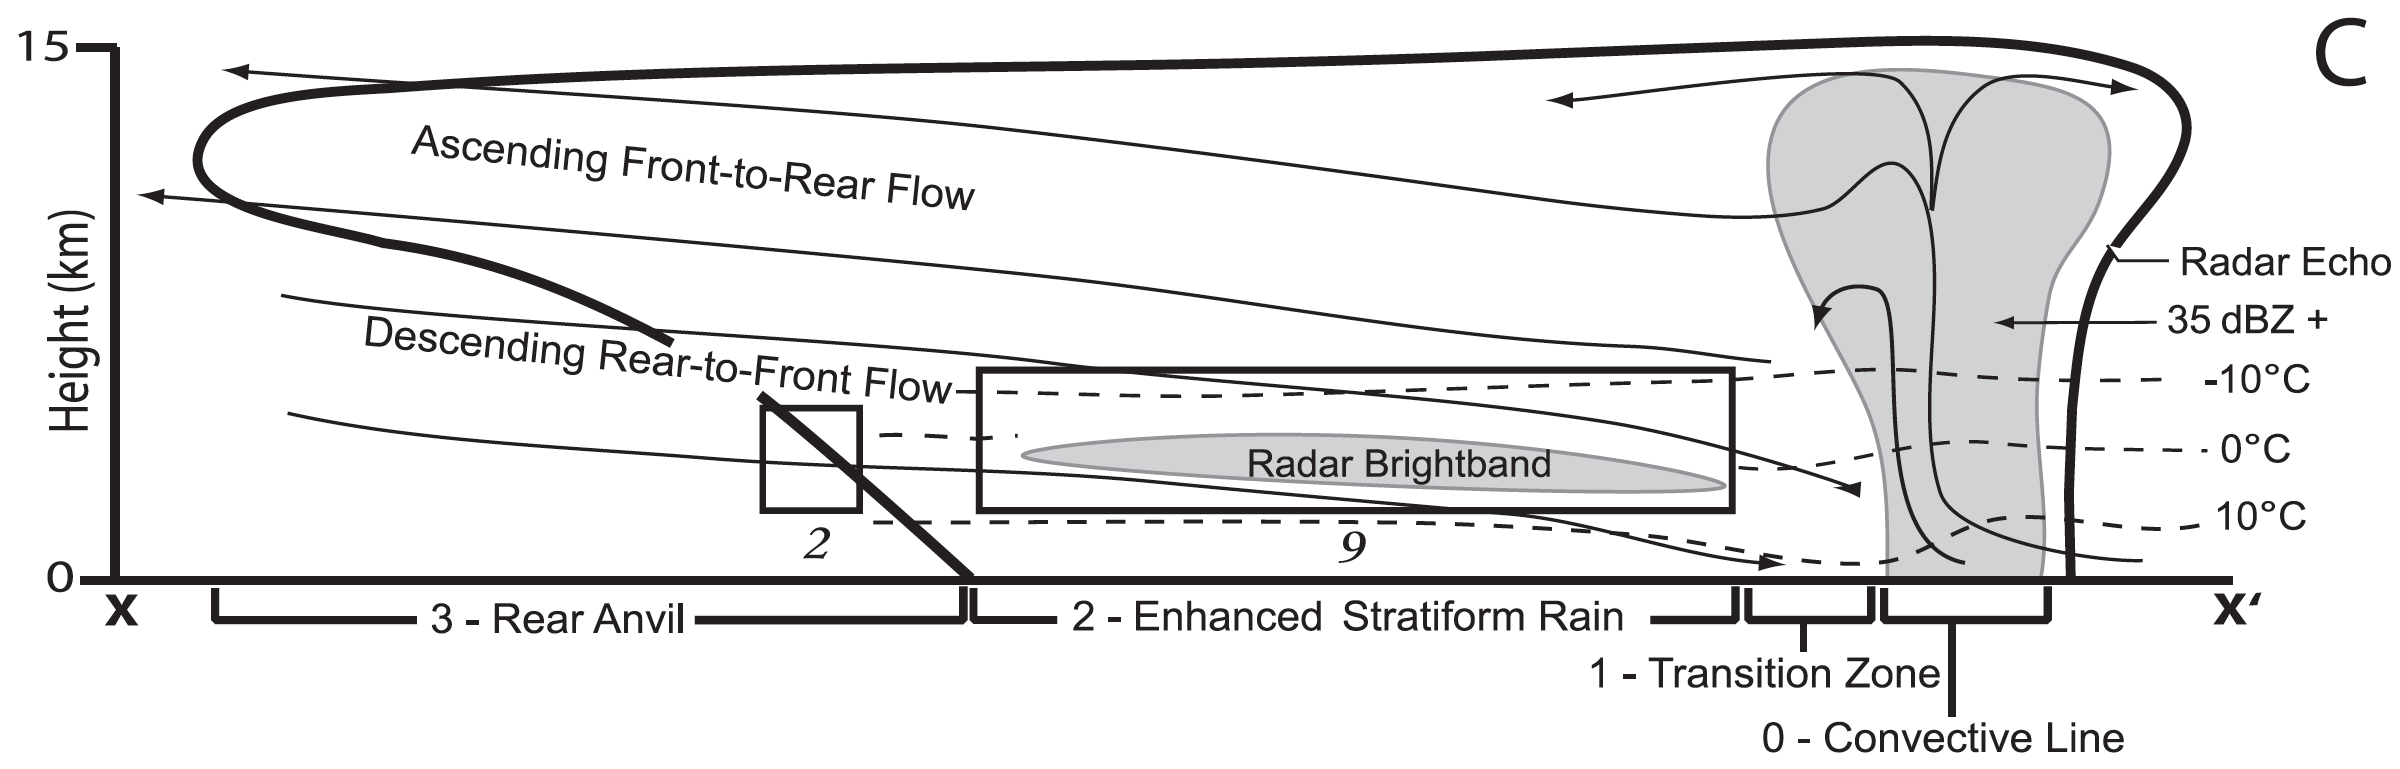 C
15
Height (km)
0
Ascending Front-to-Rear Flow
Descending Rear-to-Front Flow
Radar Brightband
Radar Echo
35 dBZ +
-10°C
0°C
10°C
2
9
X
X‘
3 - Rear Anvil
2 - Enhanced Stratiform Rain
1 - Transition Zone
0 - Convective Line